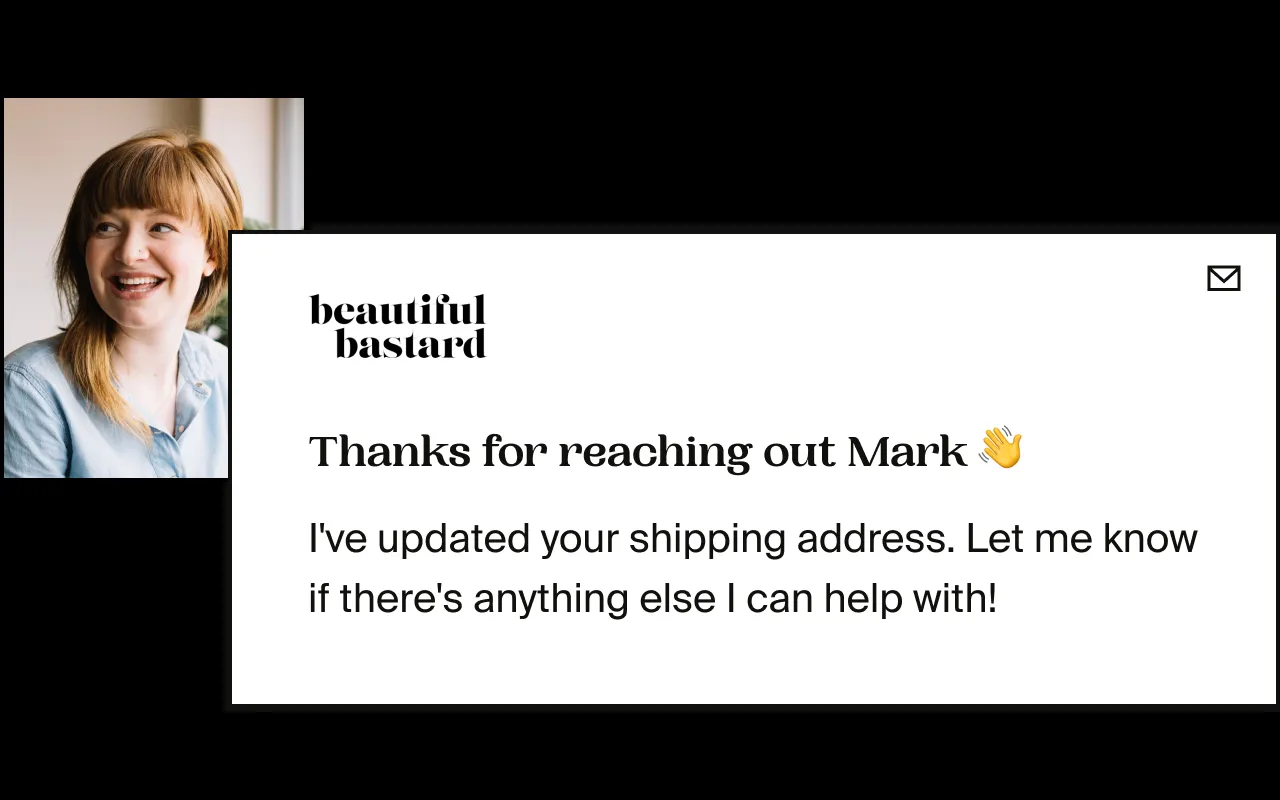 beautiful
bastard
Thanks for reaching out Mark 👋
I've updated your shipping address. Let me know
if there's anything else I can help with!